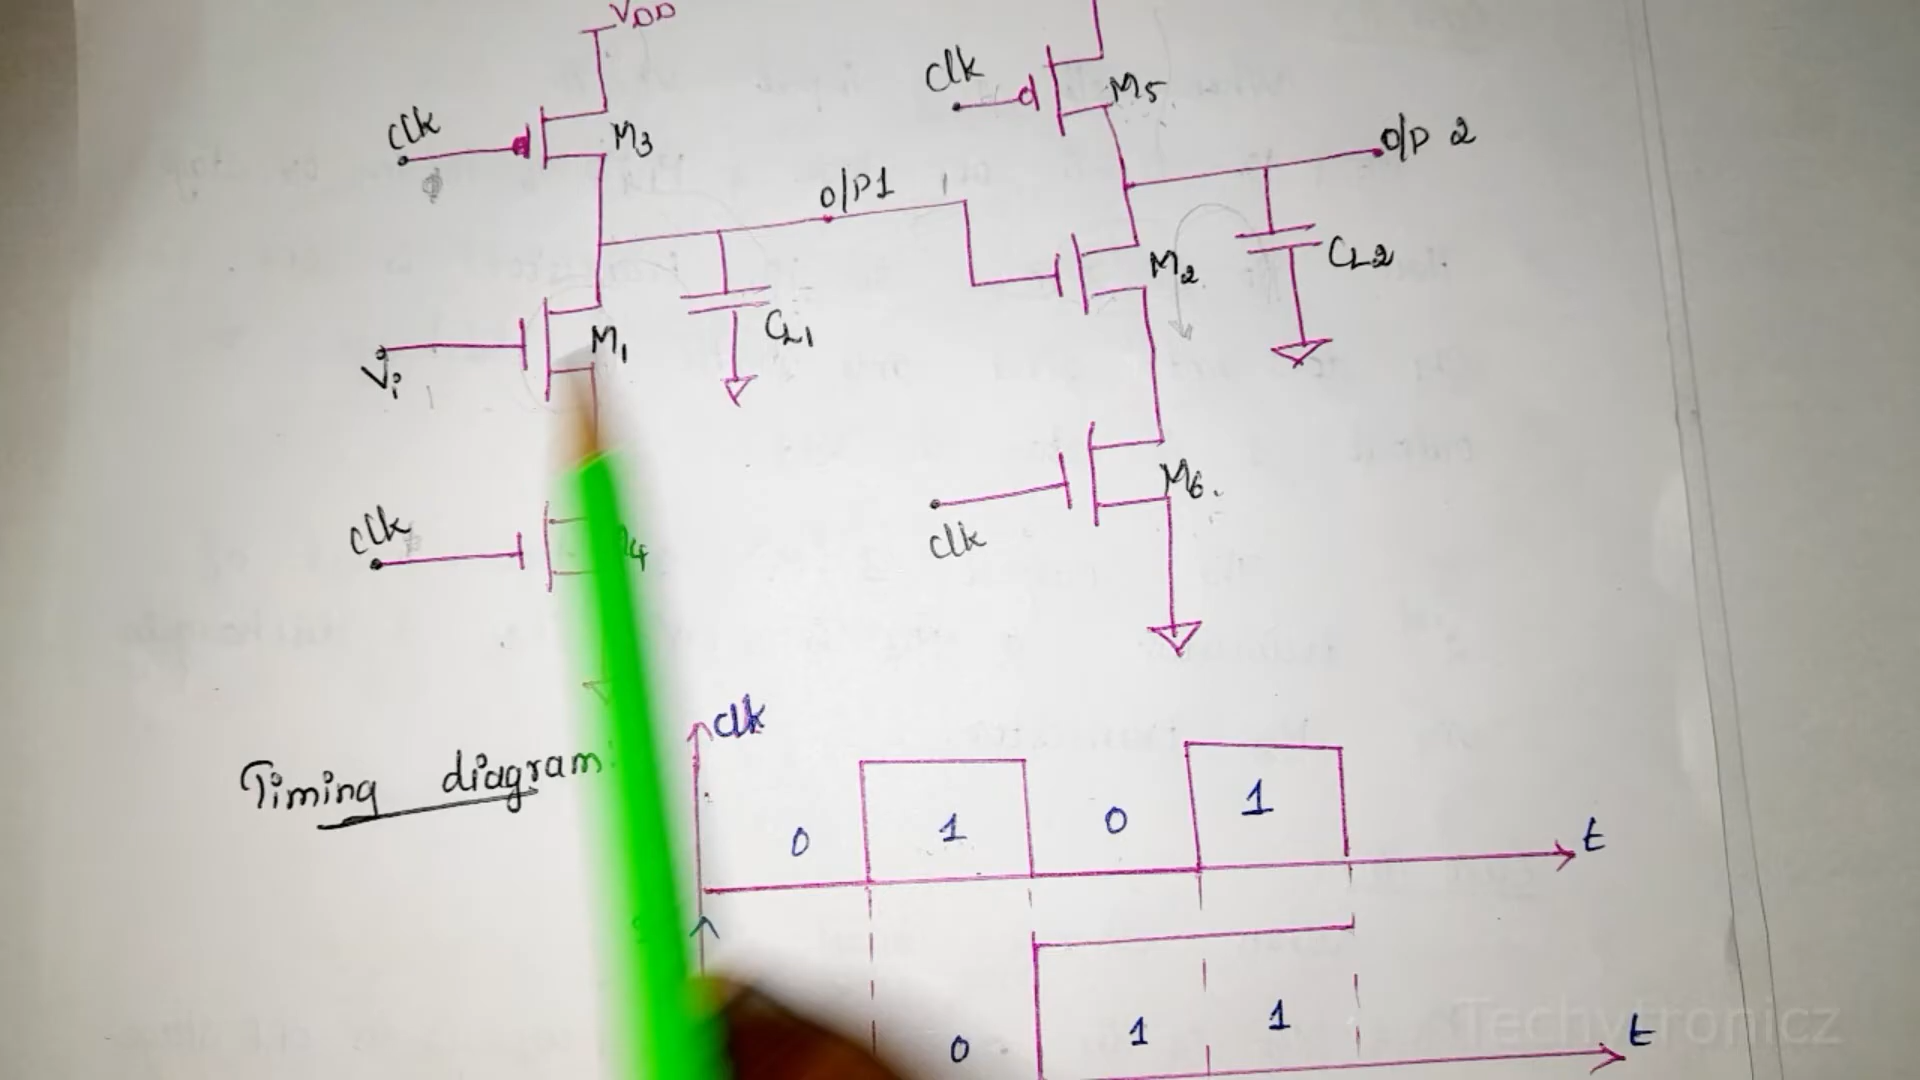 VDD
Clk
M3
Clk
M5
O/P 2
O/P1
M2
CL2
Vi
M1
CL1
Clk
M6.
Clk
Timing diagram:
Clk
0 1 0 1 t
0 1 1 t
Techytronicz